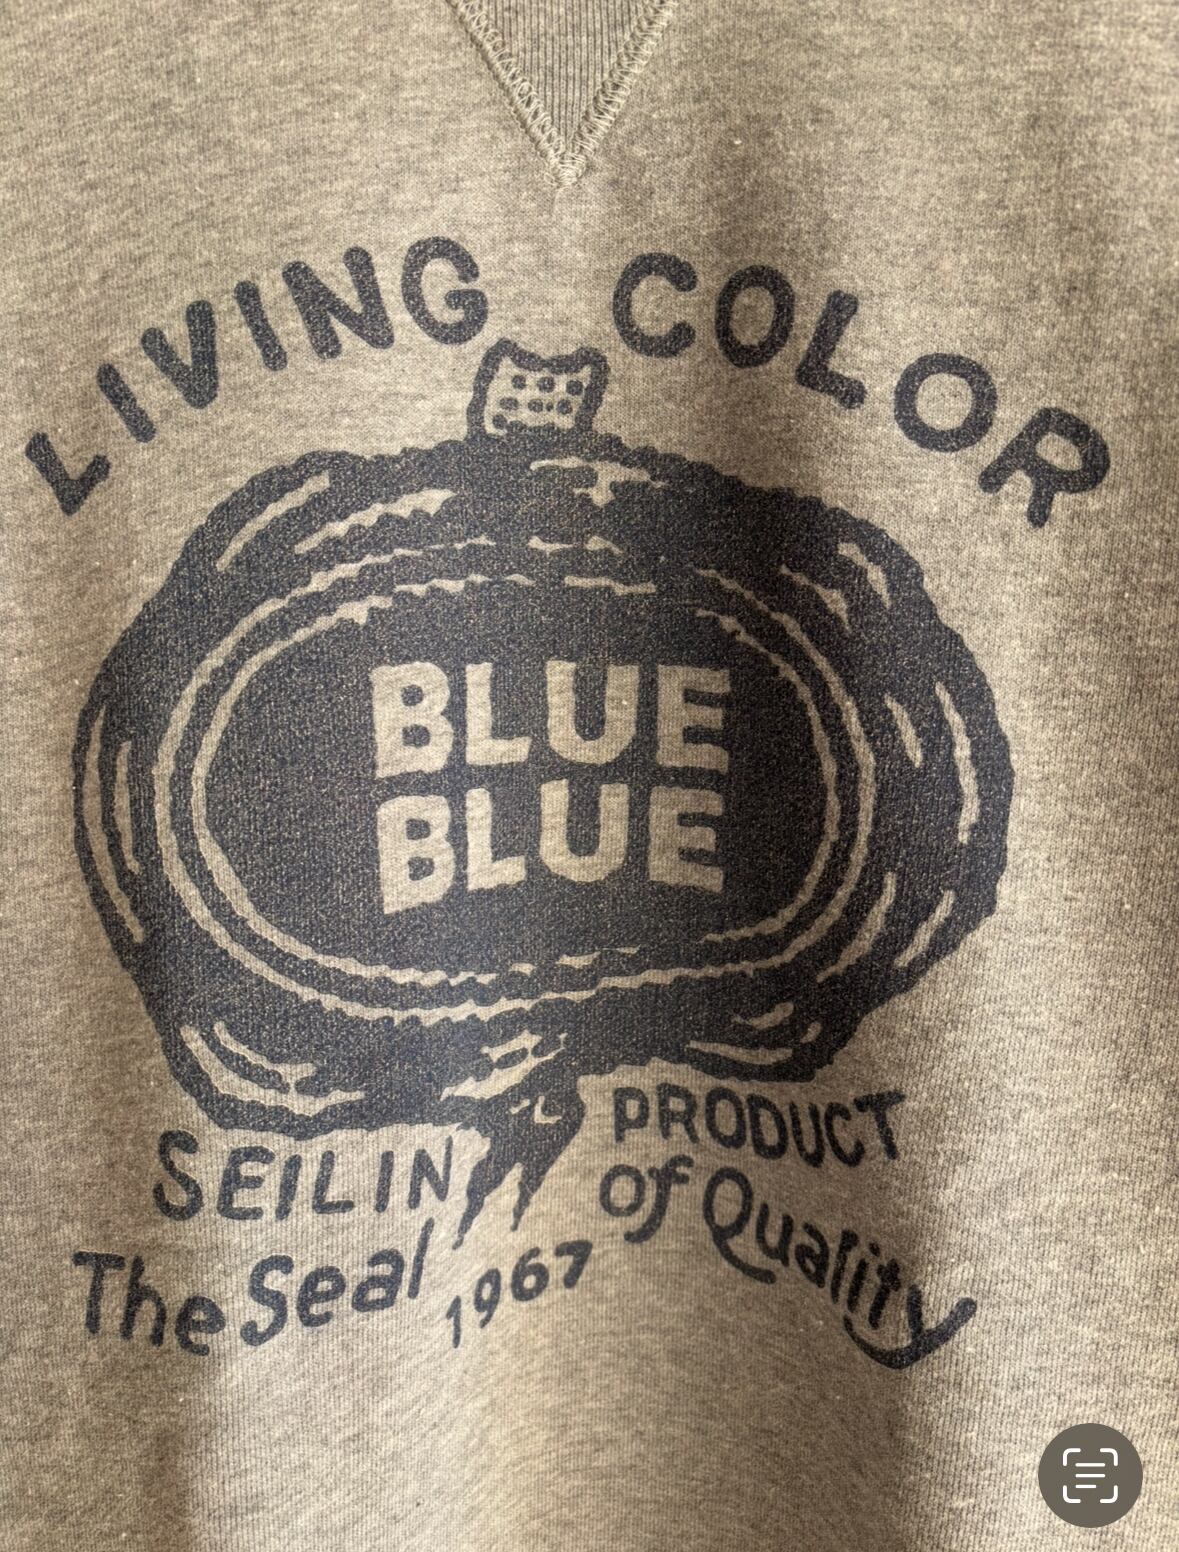 LIVING COLOR
BLUE
BLUE
SEILIN
The Seal
1967
PRODUCT
of Quality